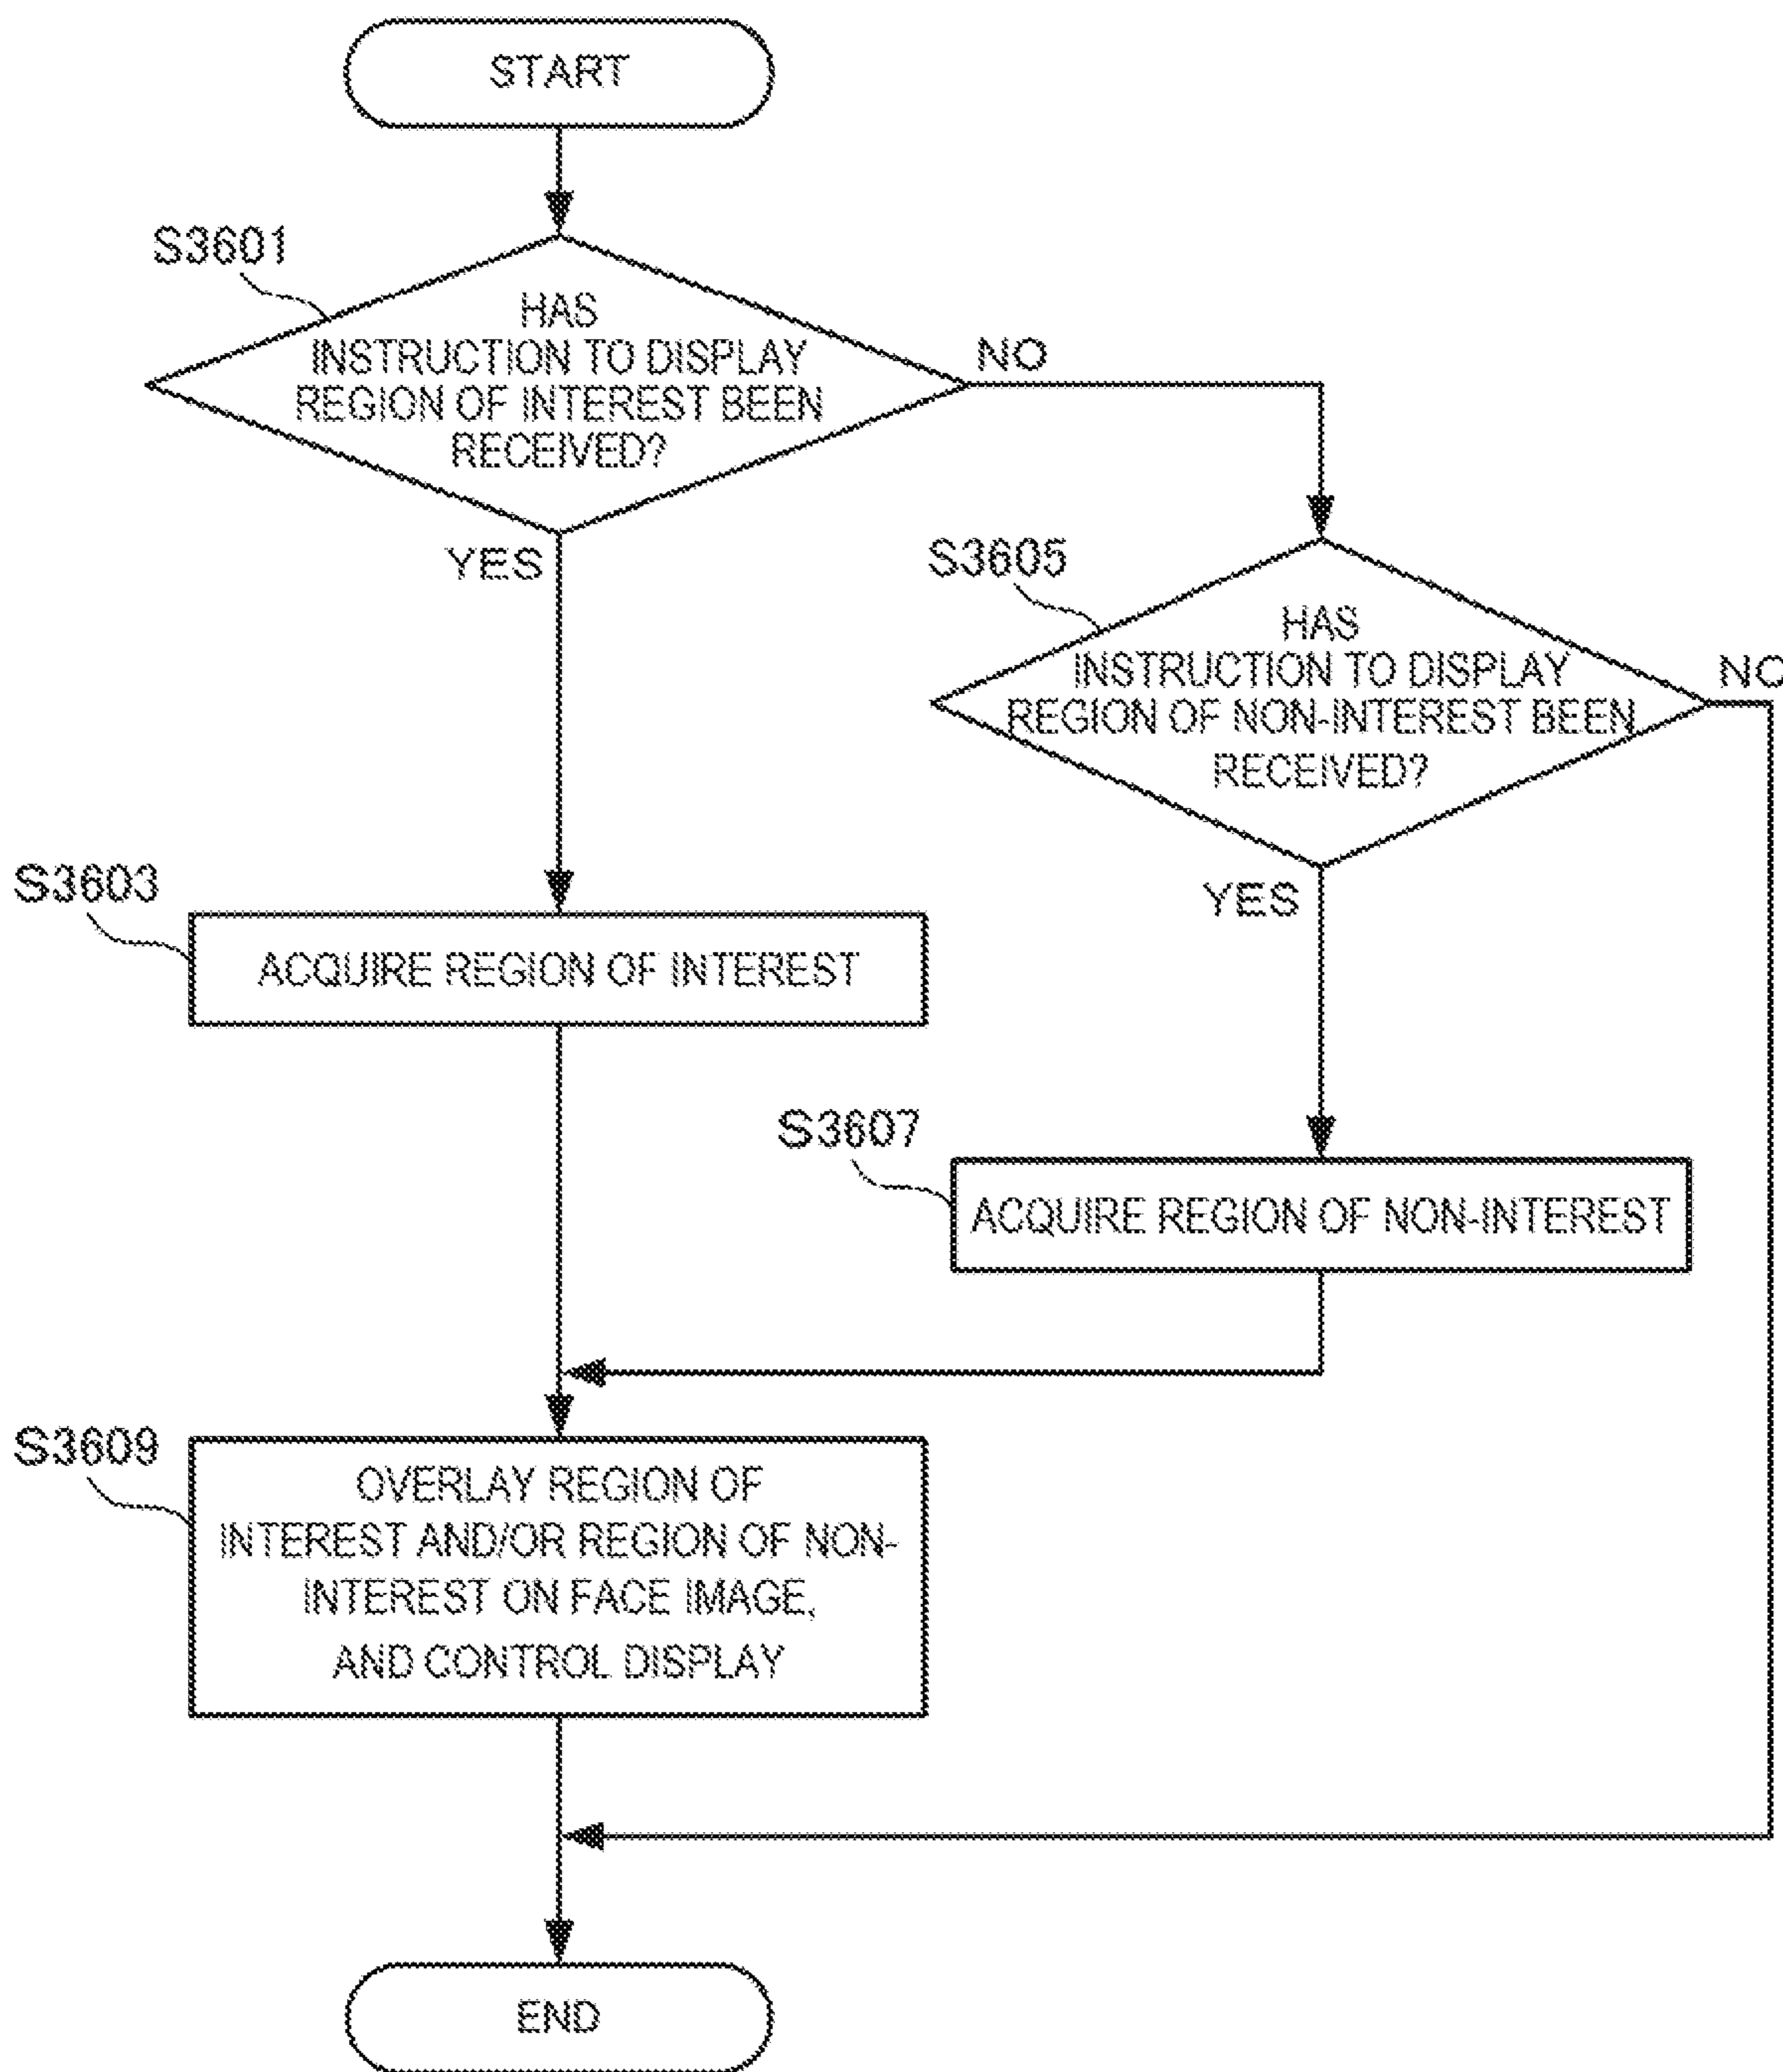 START
S3601
HAS
INSTRUCTION TO DISPLAY
REGION OF INTEREST BEEN
RECEIVED?
NO
YES
S3605
HAS
INSTRUCTION TO DISPLAY
REGION OF NON-INTEREST BEEN
RECEIVED?
NO
YES
S3603
ACQUIRE REGION OF INTEREST
S3607
ACQUIRE REGION OF NON-INTEREST
S3609
OVERLAY REGION OF
INTEREST AND/OR REGION OF NON-
INTEREST ON FACE IMAGE,
AND CONTROL DISPLAY
END